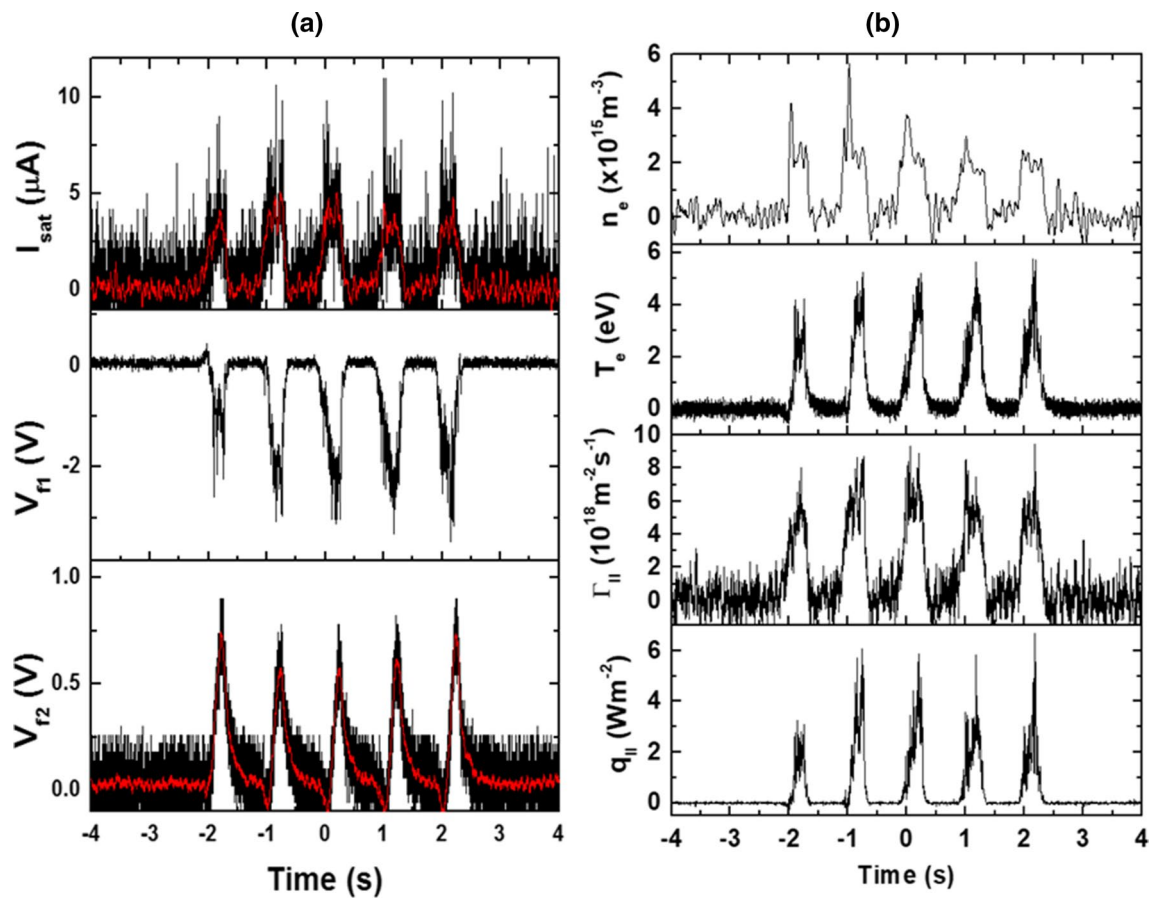 (a)
10
5
0
I_sat (μA)
0
-2
V_f1 (V)
1.0
0.5
0.0
V_f2 (V)
-4 -3 -2 -1 0 1 2 3 4
Time (s)
(b)
6
4
2
0
n_e (x10^15 m^-3)
6
4
2
0
T_e (eV)
10
8
6
4
2
0
Γ_II (10^18 m^-2 s^-1)
6
4
2
0
q_II (Wm^-2)
-4 -3 -2 -1 0 1 2 3 4
Time (s)